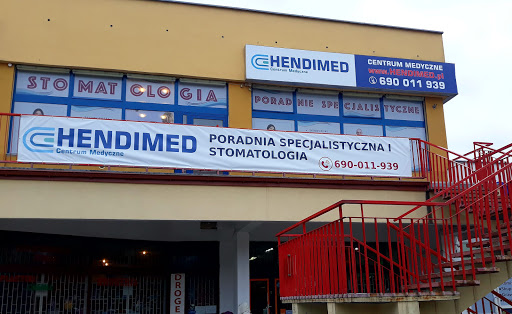 HENDIMED
Centrum Medyczne
CENTRUM MEDYCZNE
www.HENDIMED.pl
690 011 939
STOMATOLOGIA
PORADNIE SPECJALISTYCZNE
HENDIMED
Centrum Medyczne
PORADNIA SPECJALISTYCZNA I
STOMATOLOGIA
690-011-939
DROGE